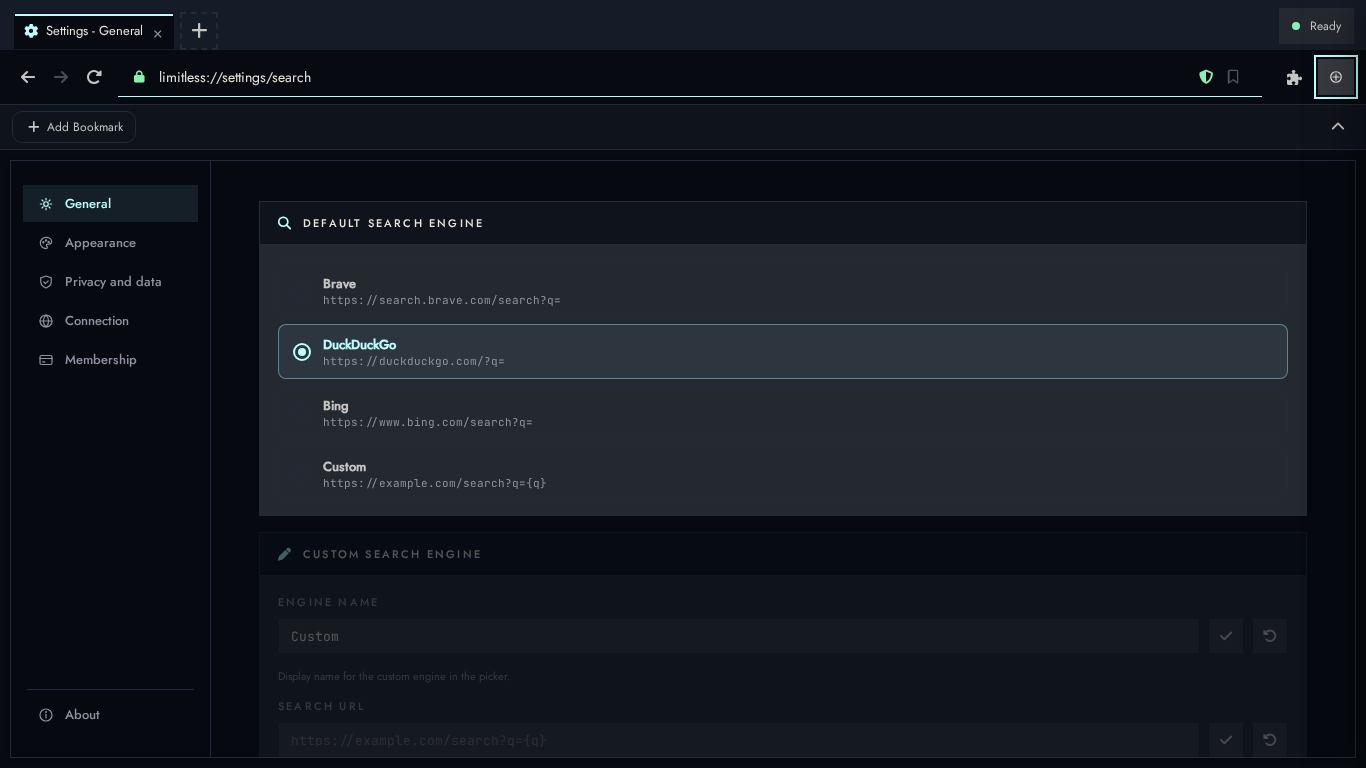 Settings - General
Ready
limitless://settings/search
Add Bookmark
General
Appearance
Privacy and data
Connection
Membership
About
DEFAULT SEARCH ENGINE
Brave
https://search.brave.com/search?q=
DuckDuckGo
https://duckduckgo.com/?q=
Bing
https://www.bing.com/search?q=
Custom
https://example.com/search?q={q}
CUSTOM SEARCH ENGINE
ENGINE NAME
Custom
Display name for the custom engine in the picker.
SEARCH URL
https://example.com/search?q={q}